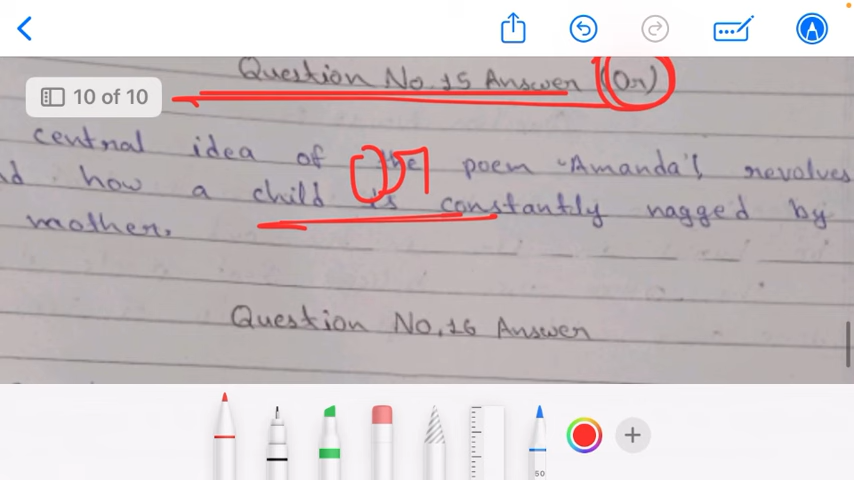 Question No.15 Answer (Or)
10 of 10
central idea of the poem "Amanda", revolves
how a child is constantly nagged by
mother.
Question No.16 Answer
50